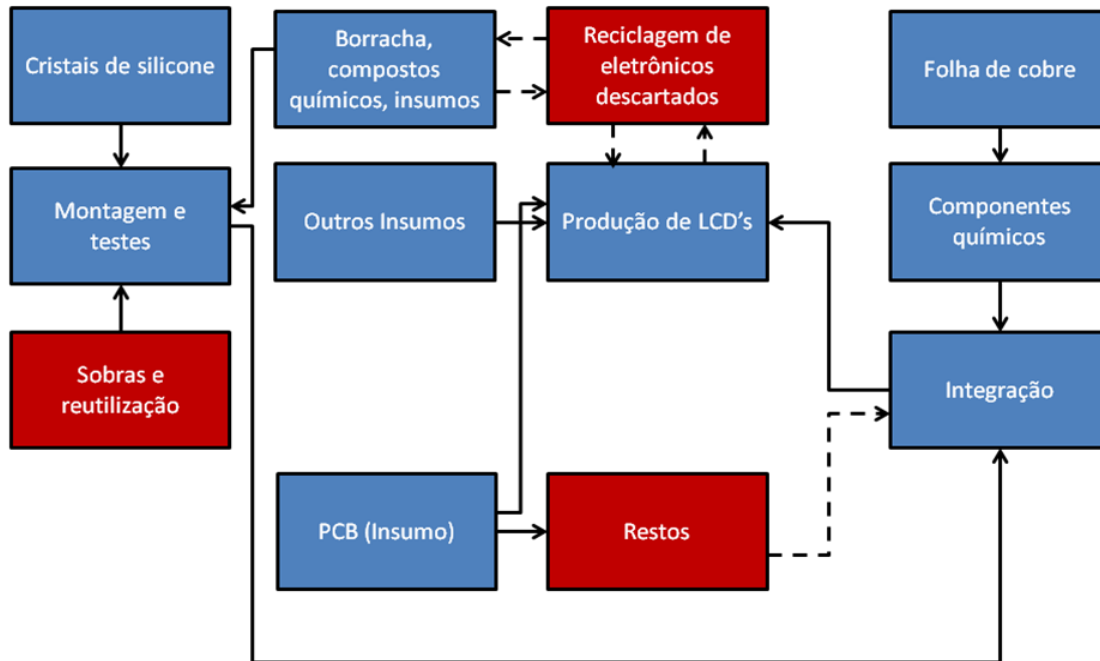 Cristais de silicone
Borracha,
compostos
químicos, insumos
Reciclagem de
eletrônicos
descartados
Folha de cobre
Montagem e
testes
Outros Insumos
Produção de LCD's
Componentes
químicos
Sobras e
reutilização
Integração
PCB (Insumo)
Restos